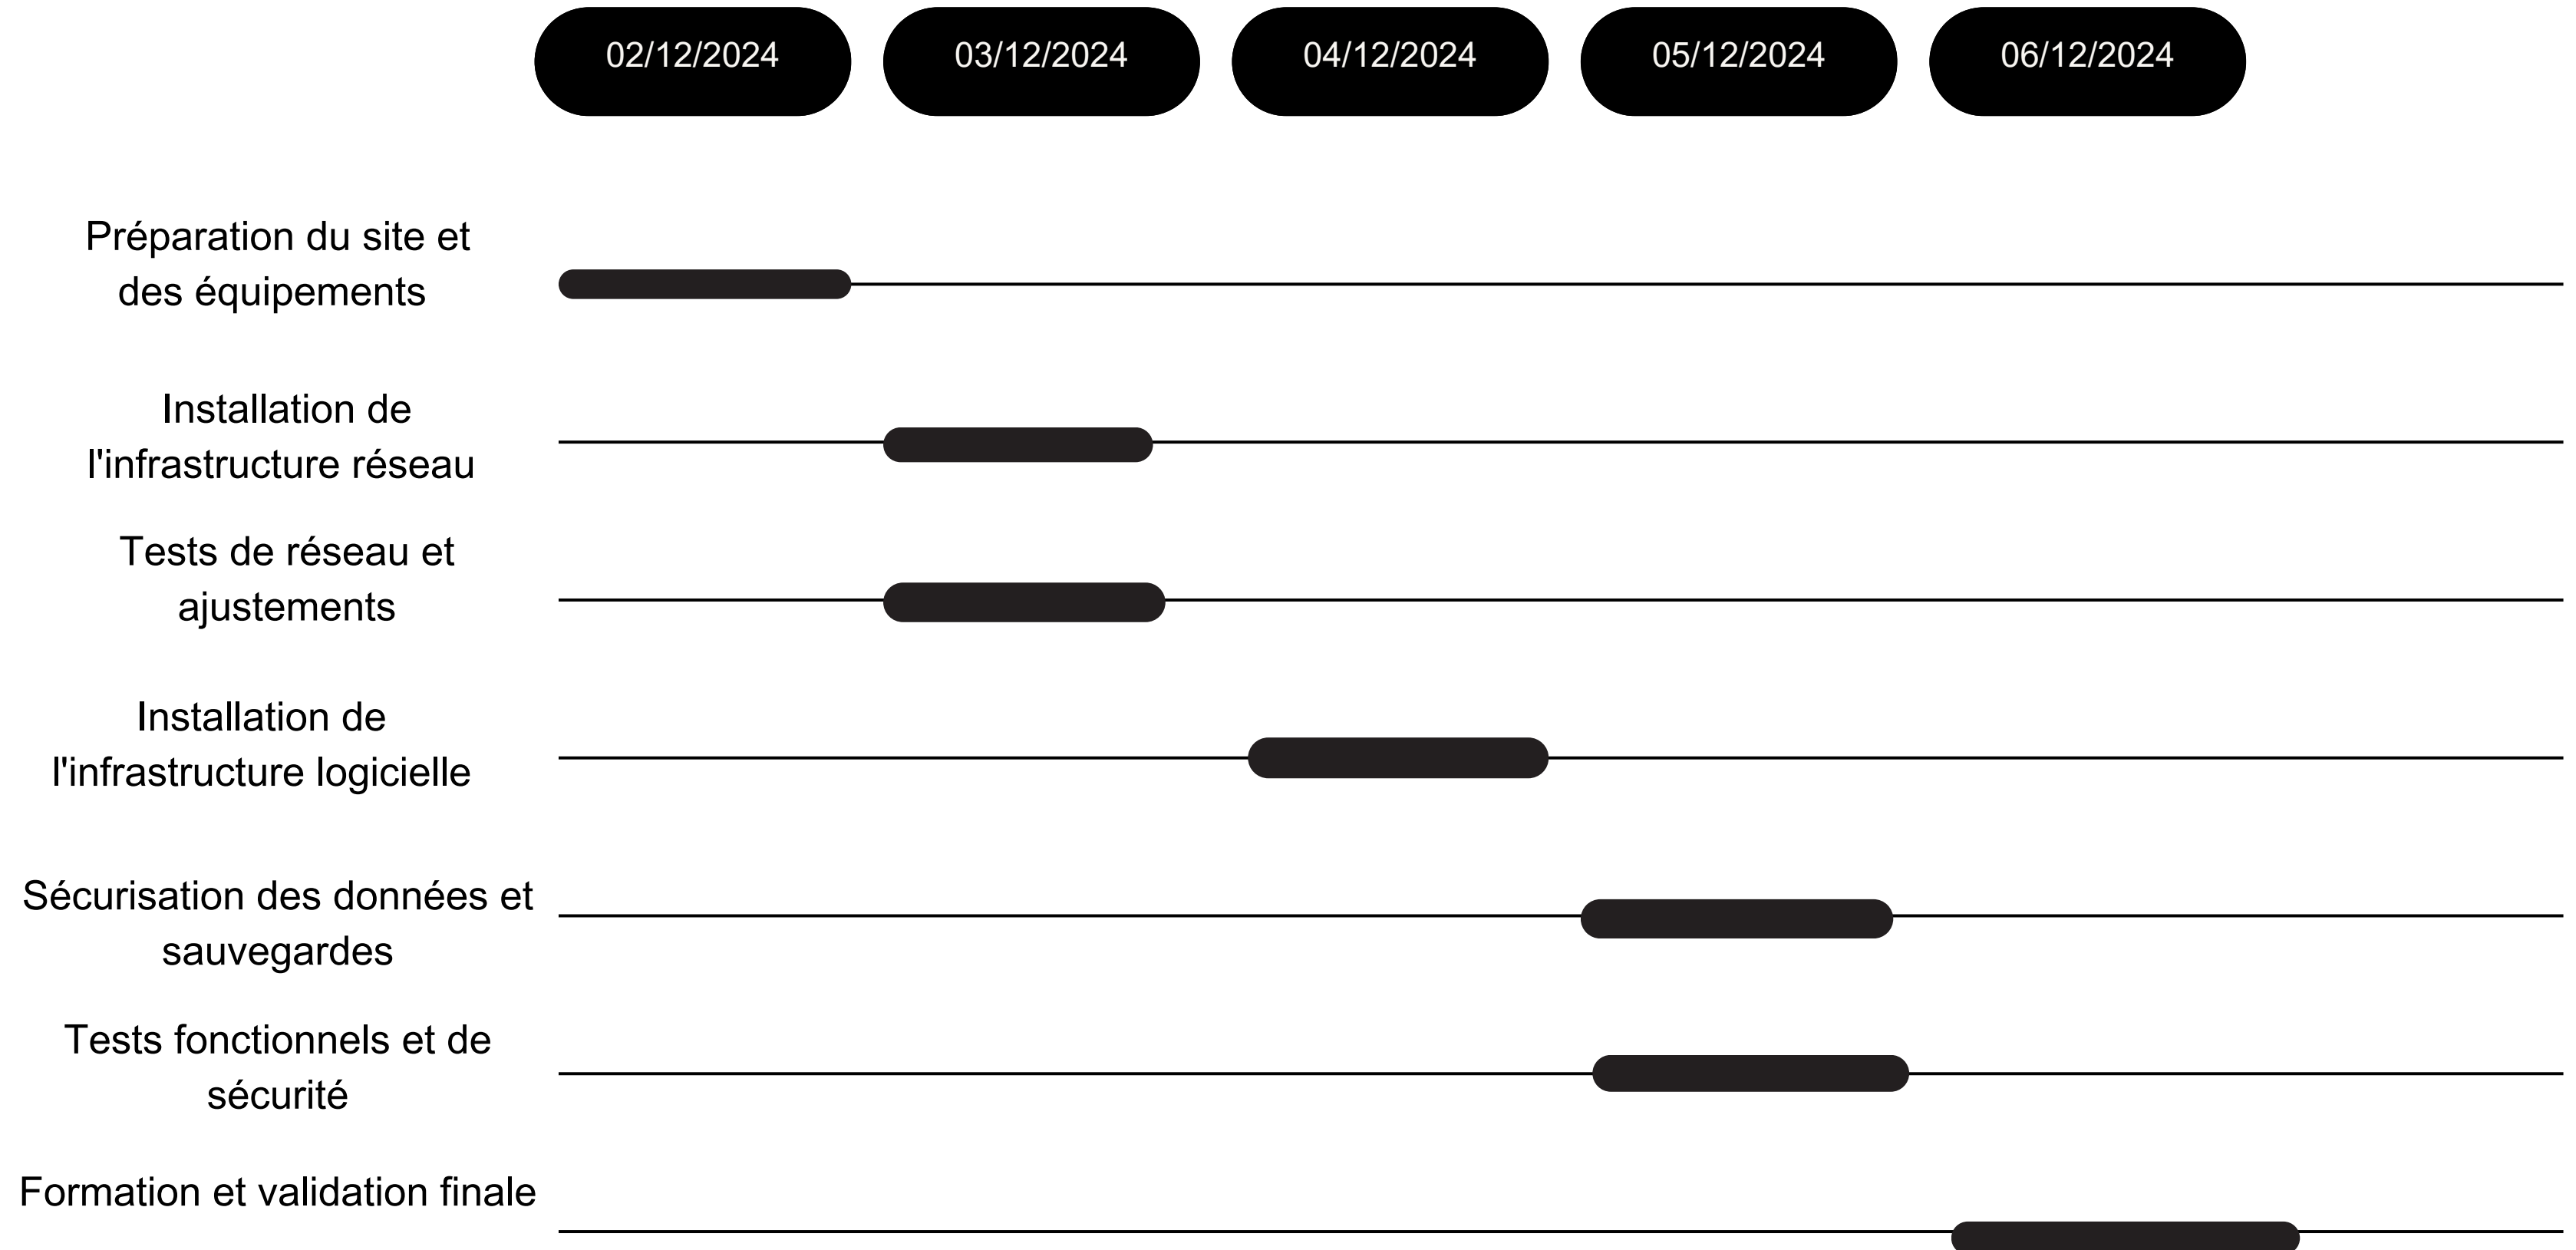 02/12/2024 03/12/2024 04/12/2024 05/12/2024 06/12/2024
Préparation du site et
des équipements
Installation de
l'infrastructure réseau
Tests de réseau et
ajustements
Installation de
l'infrastructure logicielle
Sécurisation des données et
sauvegardes
Tests fonctionnels et de
sécurité
Formation et validation finale